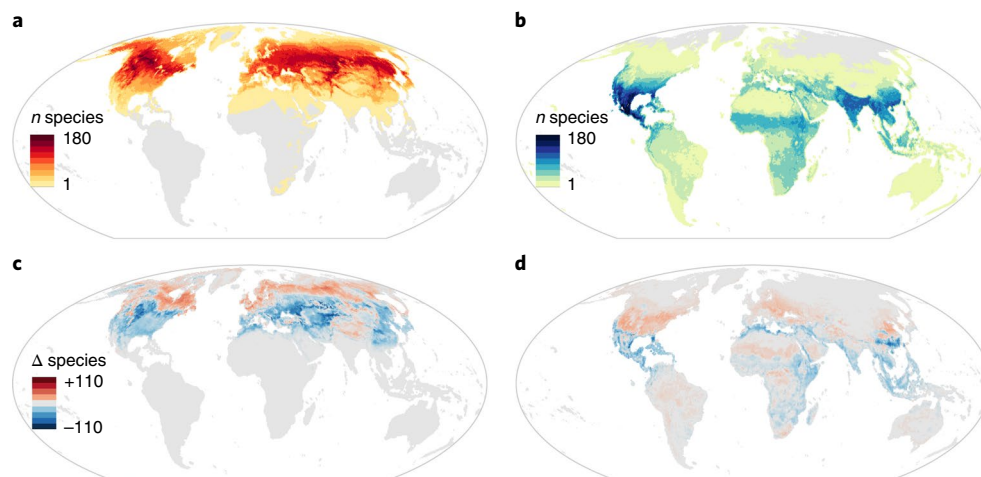 a
b
n species
180
1
n species
180
1
c
d
Δ species
+110
–110